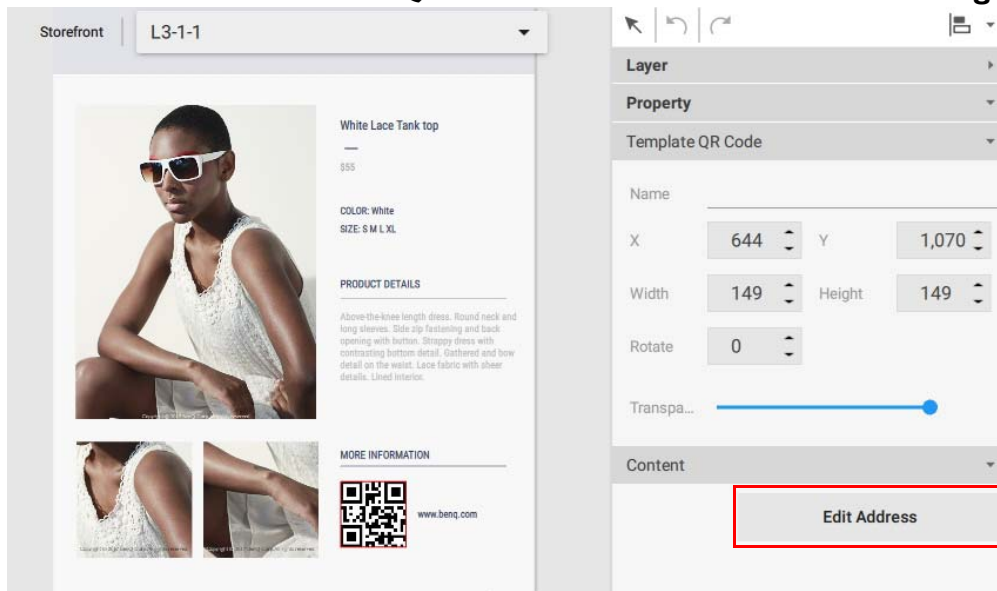 Storefront
L3-1-1
White Lace Tank top
$55
COLOR: White
SIZE: S M L XL
PRODUCT DETAILS
Above-the-knee length dress. Round neck and
long sleeves. Side zip fastening and back
opening with button. Strappy dress with
contrasting bottom detail. Gathered and bow
detail on the waist. Lace fabric with sheer
details. Lined interior.
MORE INFORMATION
www.benq.com
Layer
Property
Template QR Code
Name
X 644 Y 1,070
Width 149 Height 149
Rotate 0
Transpa...
Content
Edit Address